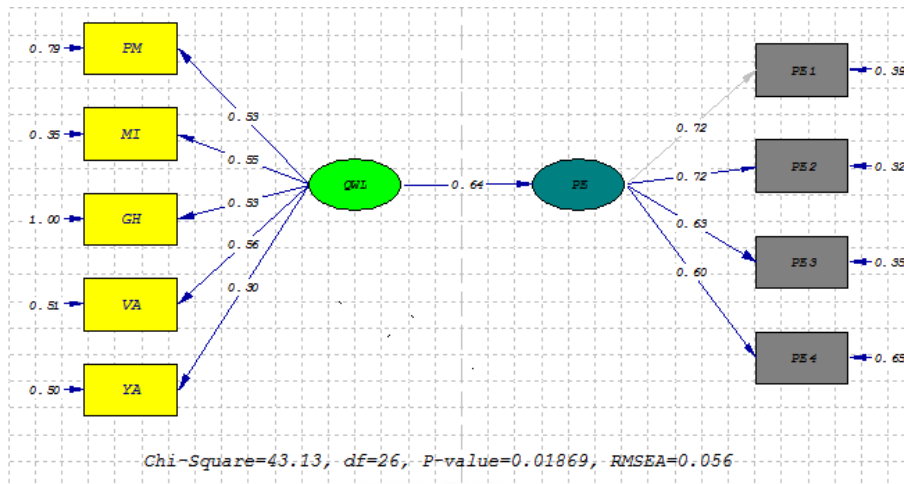 0.79 PM
0.53
0.35 MI
0.55
1.00 GH
0.53
0.51 VA
0.56
0.50 YA
0.30
QWL 0.64 PE
0.72 PE1 0.39
0.72 PE2 0.32
0.63 PE3 0.35
0.60 PE4 0.65
Chi-Square=43.13, df=26, P-value=0.01869, RMSEA=0.056